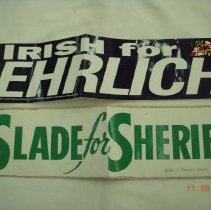 IRISH for
EHRLICH
SLADE for SHERIF
11 09